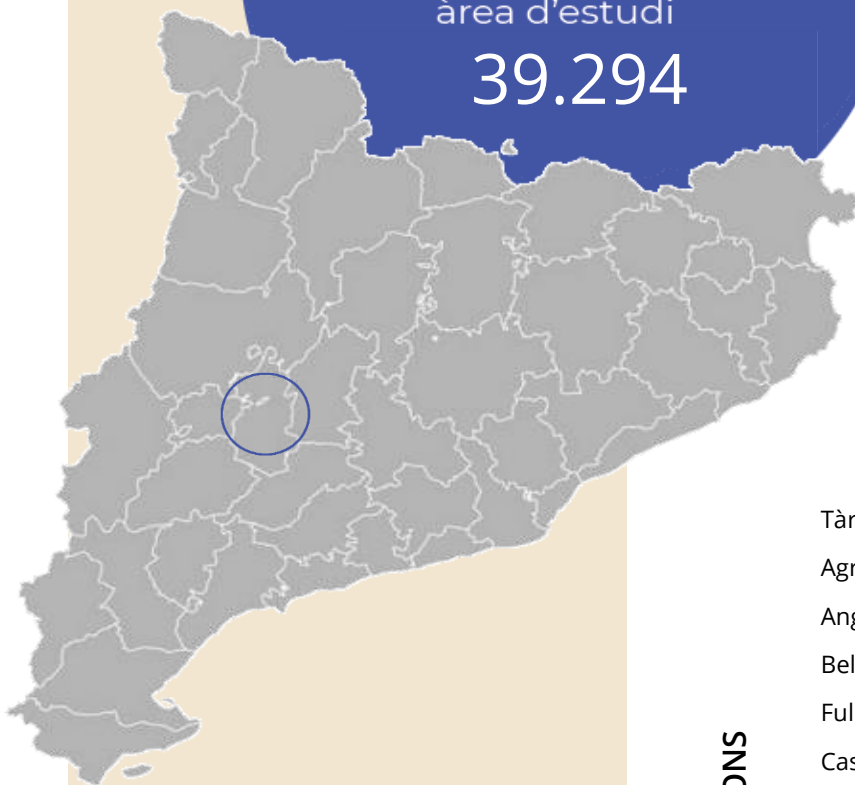 àrea d'estudi
39.294
Tàr
Agr
Ang
Bel
Ful
Cas
ONS